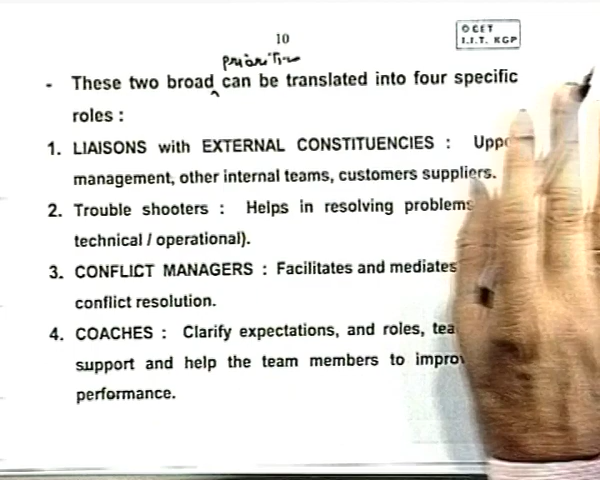 10
© CET
I.I.T. KGP
priorities
- These two broad ‸ can be translated into four specific
roles :
1. LIAISONS with EXTERNAL CONSTITUENCIES :
management, other internal teams, customers suppliers.
2. Trouble shooters : Helps in resolving problems
technical / operational).
3. CONFLICT MANAGERS : Facilitates and mediates
conflict resolution.
4. COACHES : Clarify expectations, and roles,
support and help the team members to
performance.